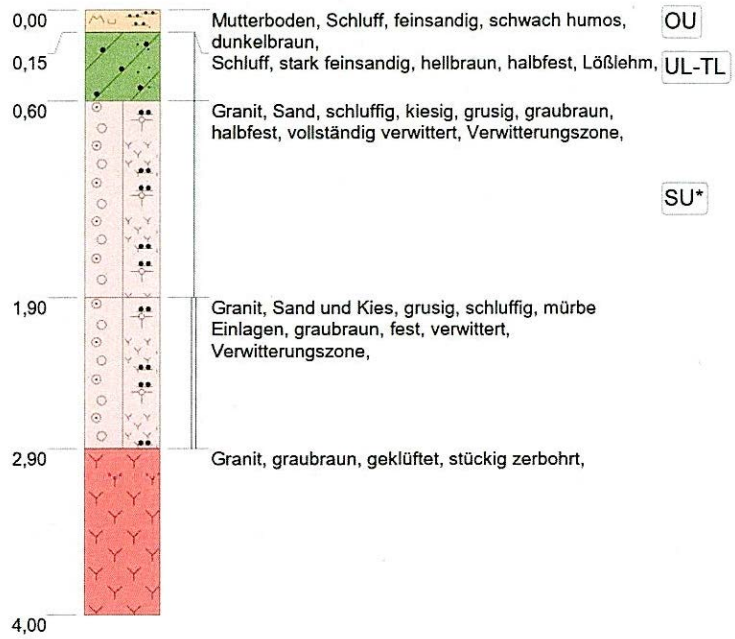 0,00
Mu
Mutterboden, Schluff, feinsandig, schwach humos,
dunkelbraun,
OU
0,15
Schluff, stark feinsandig, hellbraun, halbfest, Lößlehm,
UL-TL
0,60
Granit, Sand, schluffig, kiesig, grusig, graubraun,
halbfest, vollständig verwittert, Verwitterungszone,
SU*
1,90
Granit, Sand und Kies, grusig, schluffig, mürbe
Einlagen, graubraun, fest, verwittert,
Verwitterungszone,
2,90
Granit, graubraun, geklüftet, stückig zerbohrt,
4,00